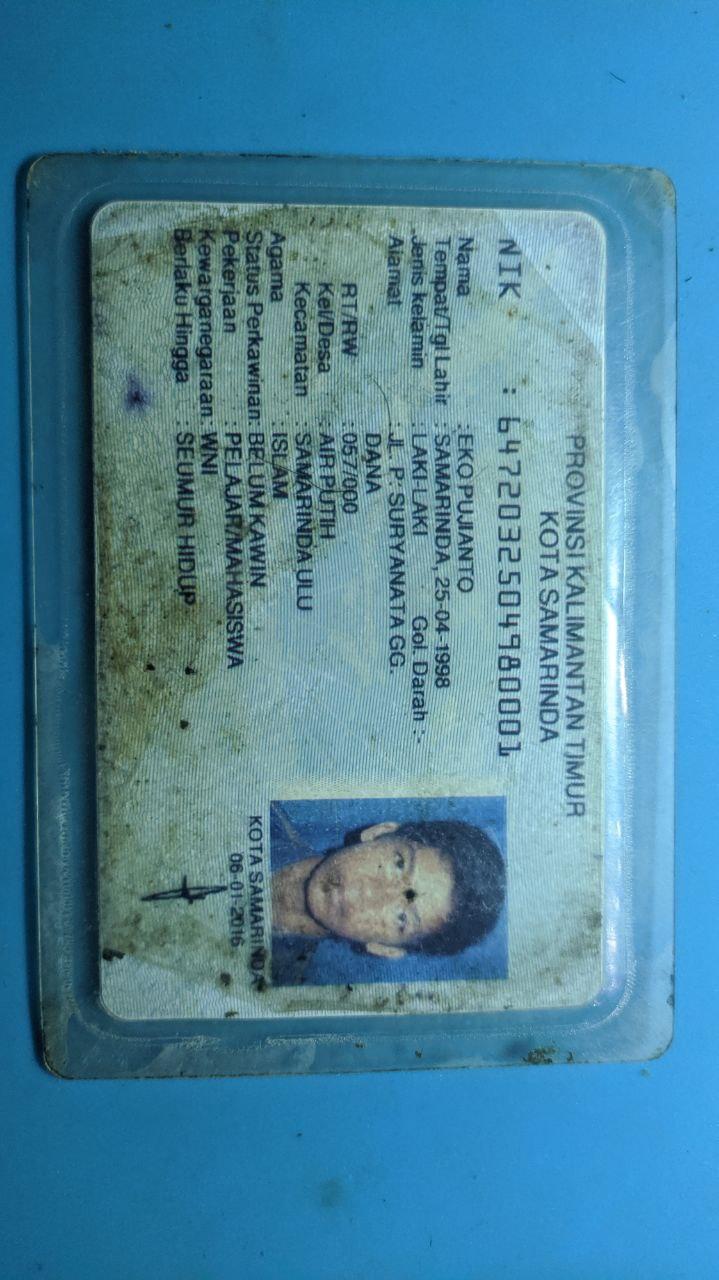 PROVINSI KALIMANTAN TIMUR
KOTA SAMARINDA
NIK : 6472032504980001
Nama : EKO PUJIANTO
Tempat/Tgl Lahir : SAMARINDA, 25-04-1998
Jenis kelamin : LAKI-LAKI Gol. Darah :-
Alamat : JL. P. SURYANATA GG.
DANA
RT/RW : 057/000
Kel/Desa : AIR PUTIH
Kecamatan : SAMARINDA ULU
Agama : ISLAM
Status Perkawinan: BELUM KAWIN
Pekerjaan : PELAJAR/MAHASISWA
Kewarganegaraan: WNI
Berlaku Hingga : SEUMUR HIDUP
KOTA SAMARINDA
06-01-2016